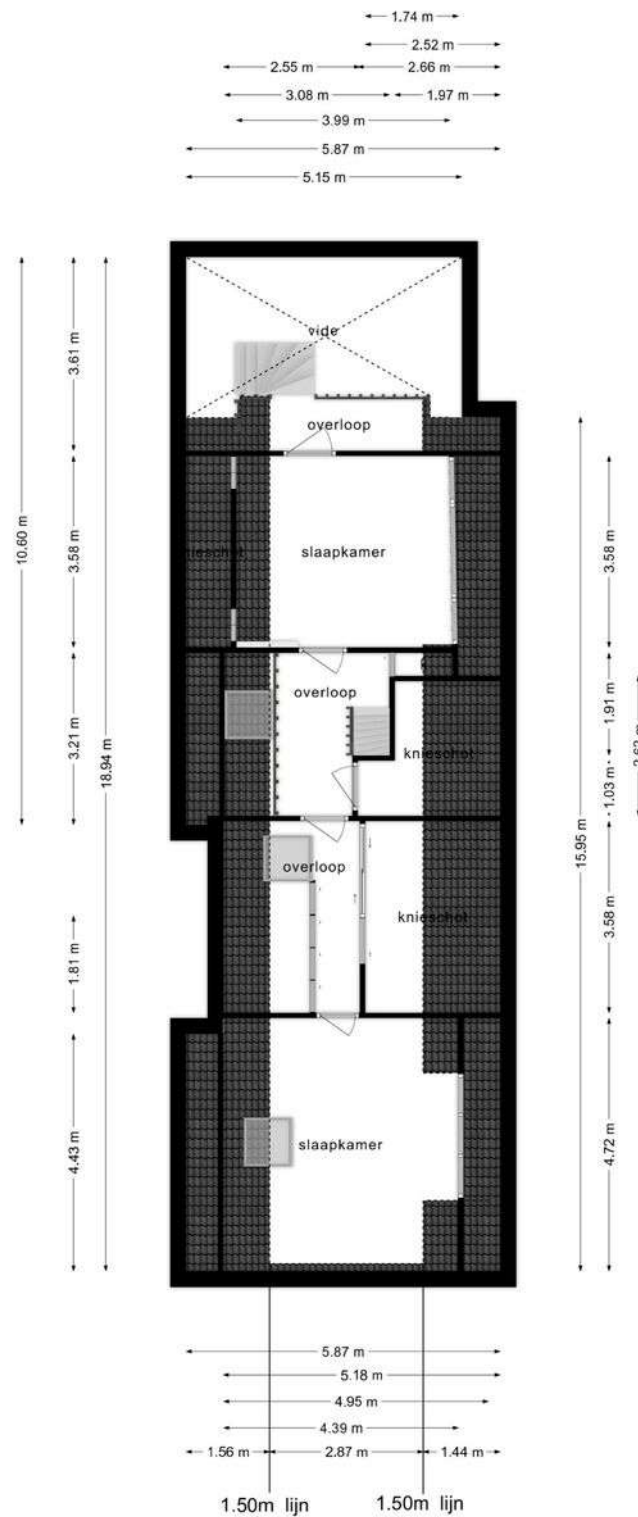 1.74 m
2.52 m
2.55 m
2.66 m
3.08 m
1.97 m
3.99 m
5.87 m
5.15 m
vide
overloop
slaapkamer
overloop
knieschot
overloop
knieschot
slaapkamer
10.60 m
3.61 m
3.58 m
3.21 m
18.94 m
1.81 m
4.43 m
15.95 m
3.58 m
1.91 m
1.03 m
3.58 m
4.72 m
5.87 m
5.18 m
4.95 m
4.39 m
1.56 m
2.87 m
1.44 m
1.50m lijn
1.50m lijn